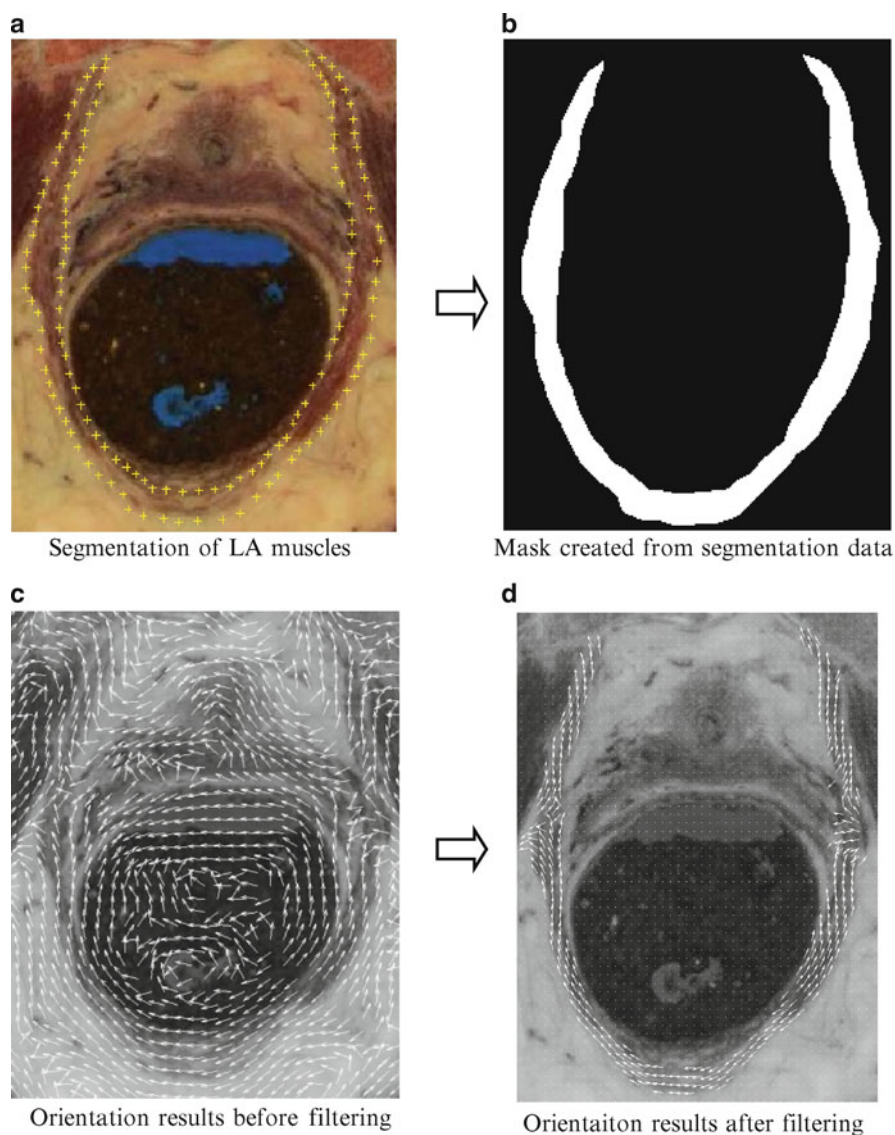 a
b
Segmentation of LA muscles
Mask created from segmentation data
c
d
Orientation results before filtering
Orientaiton results after filtering